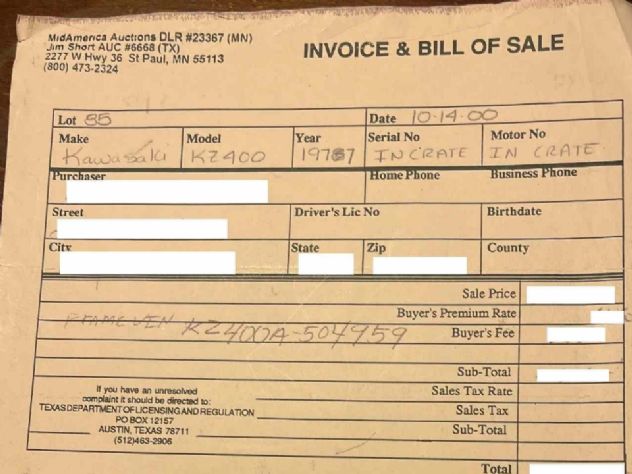 MidAmerica Auctions DLR #23367 (MN)
Jim Short AUC #6668 (TX)
2277 W Hwy 36 St Paul, MN 55113
(800) 473-2324
INVOICE & BILL OF SALE
Lot 85 Date 10-14-00
Make Model Year Serial No Motor No
Kawasaki KZ400 1977 IN CRATE IN CRATE
Purchaser Home Phone Business Phone
Street Driver's Lic No Birthdate
City State Zip County
Sale Price
Buyer's Premium Rate
FRAME VEN KZ400A-504959 Buyer's Fee
Sub-Total
If you have an unresolved
complaint it should be directed to:
TEXAS DEPARTMENT OF LICENSING AND REGULATION
PO BOX 12157
AUSTIN, TEXAS 78711
(512)463-2906
Sales Tax Rate
Sales Tax
Sub-Total
Total